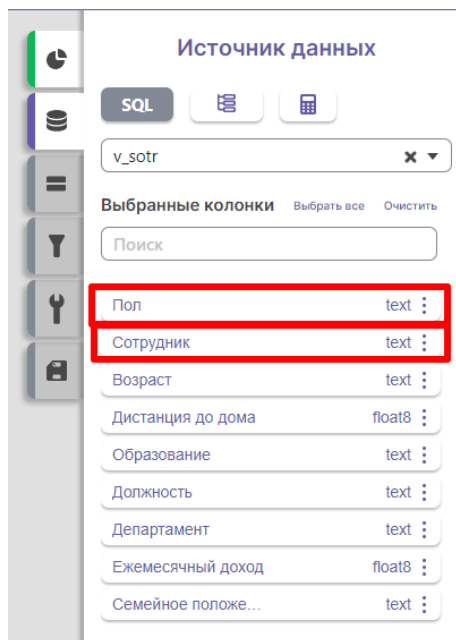 Источник данных
SQL
v_sotr
Выбранные колонки Выбрать все Очистить
Поиск
Пол text
Сотрудник text
Возраст text
Дистанция до дома float8
Образование text
Должность text
Департамент text
Ежемесячный доход float8
Семейное положе... text